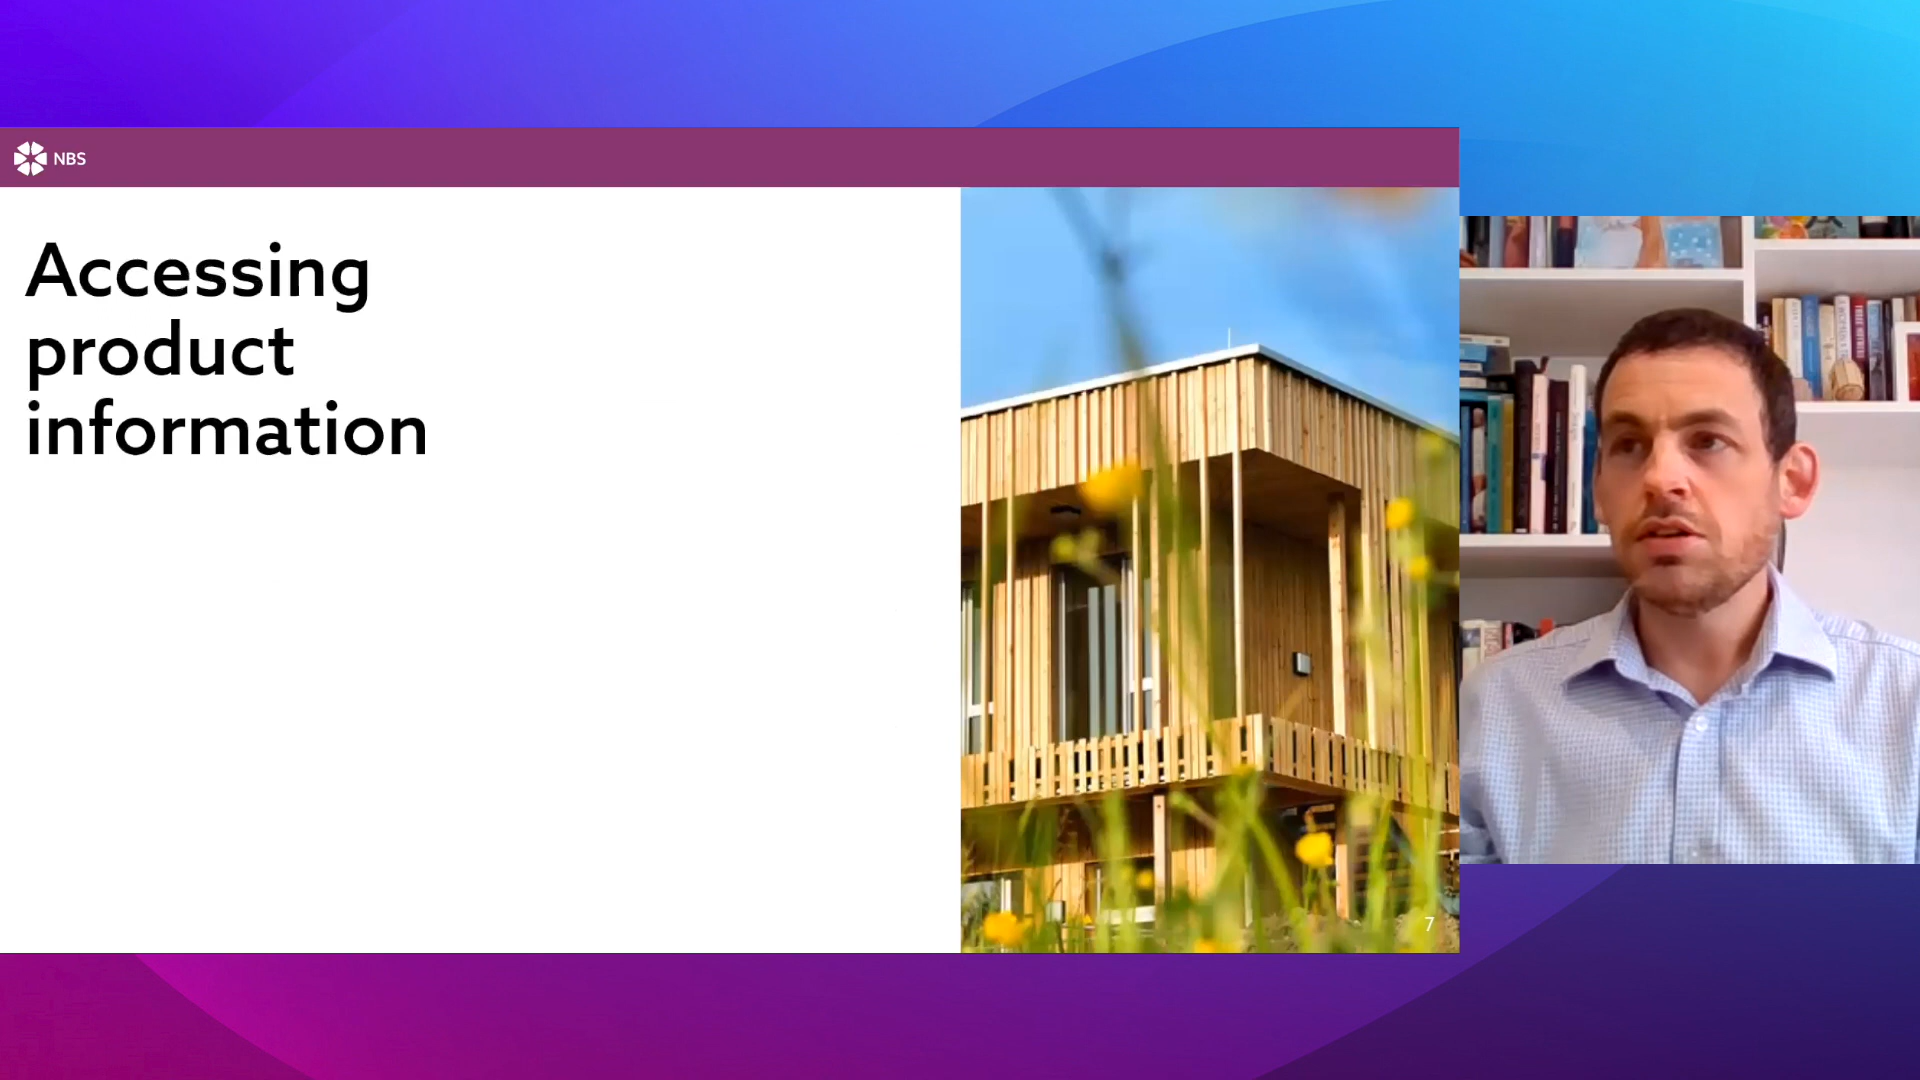 NBS
Accessing
product
information
7